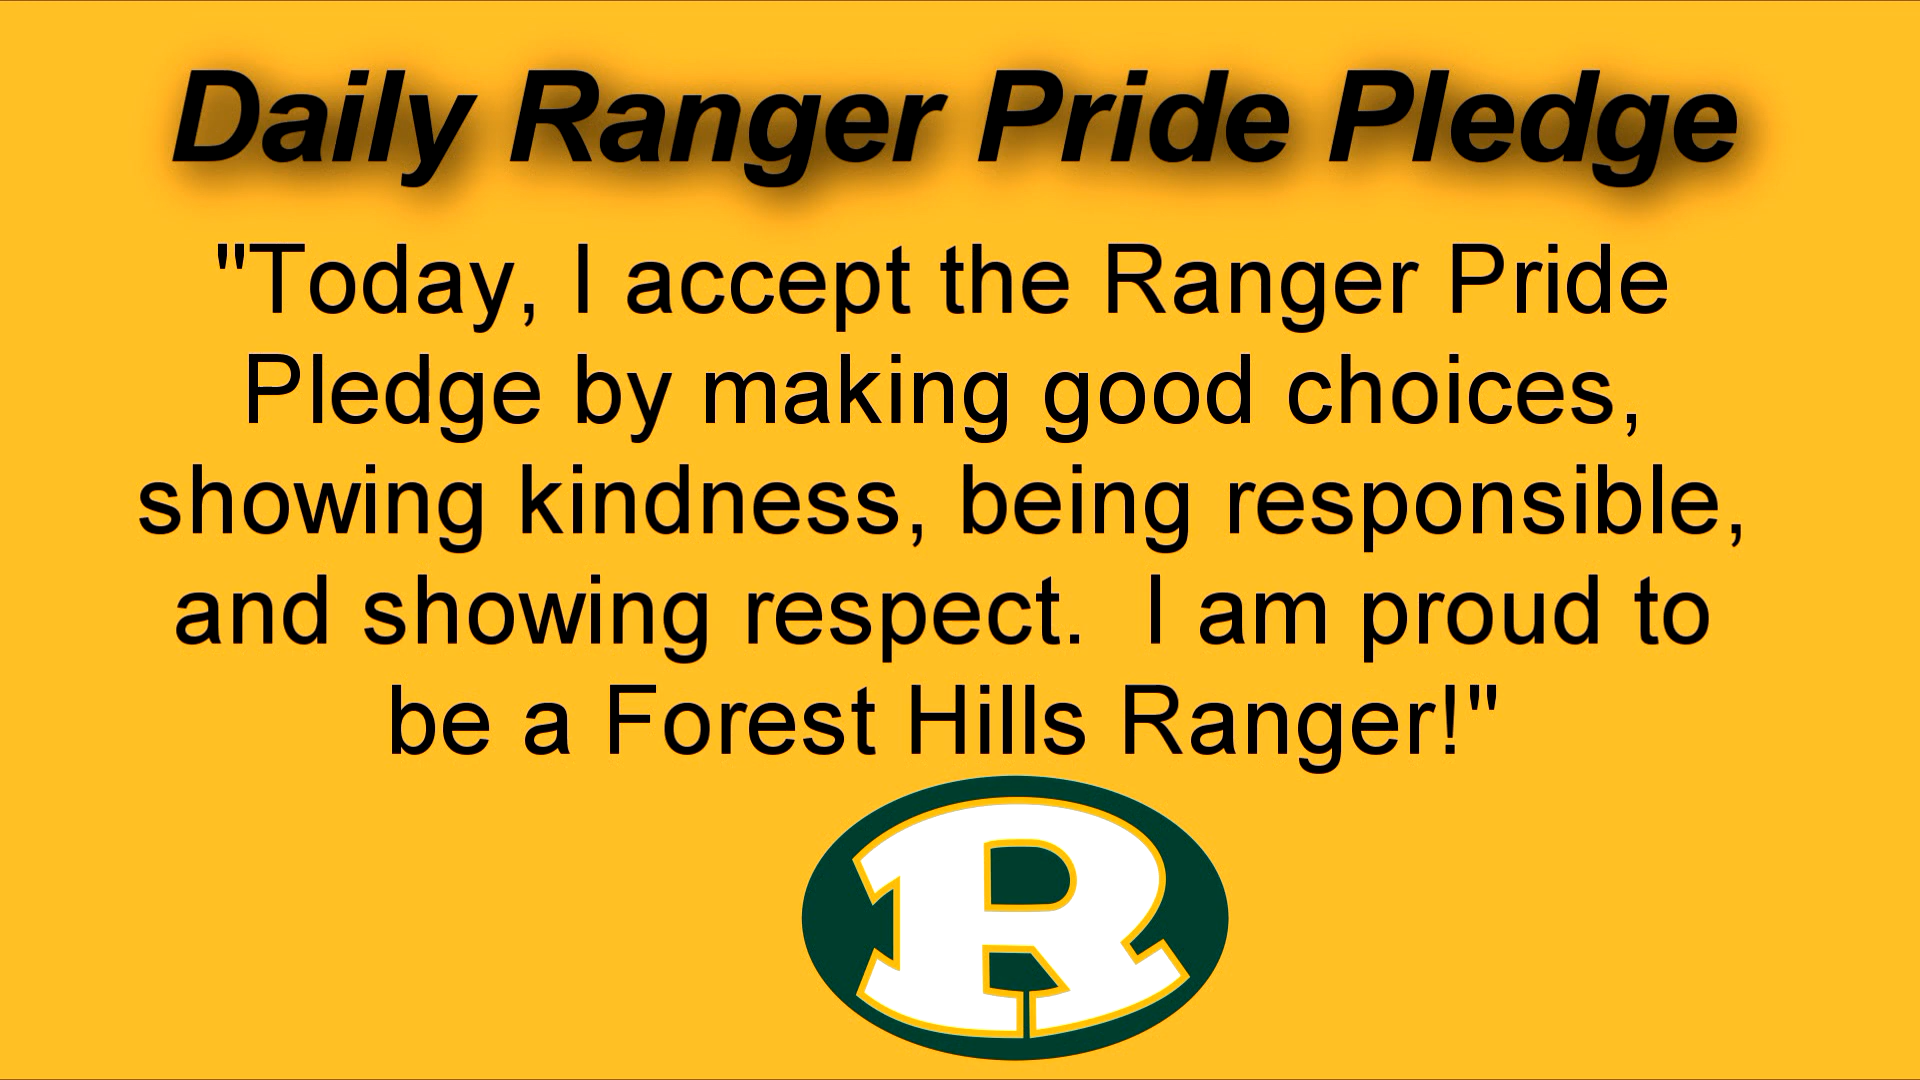 Daily Ranger Pride Pledge
"Today, I accept the Ranger Pride
Pledge by making good choices,
showing kindness, being responsible,
and showing respect.  I am proud to
be a Forest Hills Ranger!"
R